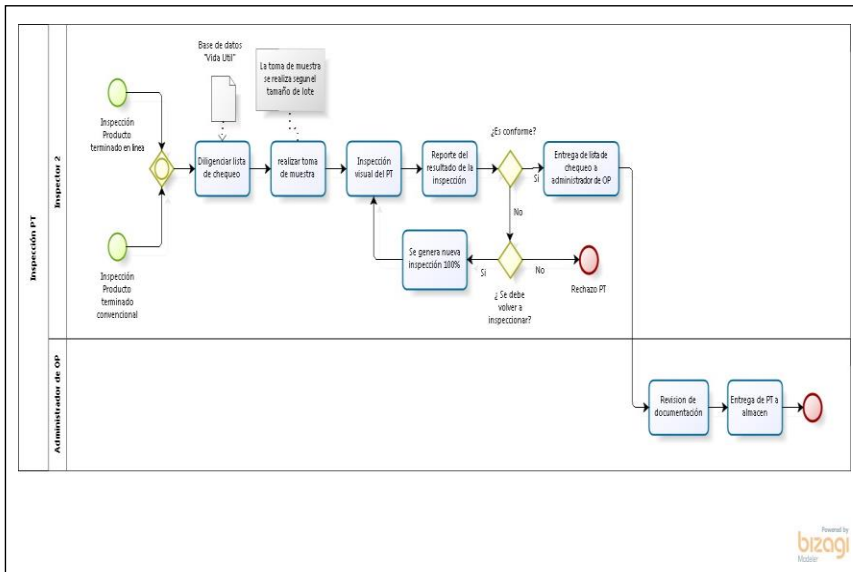 Inspección PT
Inspector 2
Administrador de OP
Inspección
Producto
terminado en linea
Inspección
Producto
terminado
convencional
Base de datos
"Vida Util"
La toma de muestra
se realiza segun el
tamaño de lote
Diligenciar lista
de chequeo
realizar toma
de muestra
Inspección
visual del PT
Reporte del
resultado de la
inspección
¿Es conforme?
Si
No
Entrega de lista de
chequeo a
administrador de OP
Se genera nueva
inspección 100%
Si
No
¿ Se debe
volver a
inspeccionar?
Rechazo PT
Revision de
documentación
Entrega de PT a
almacen
Powered by
bizagi
Modeler